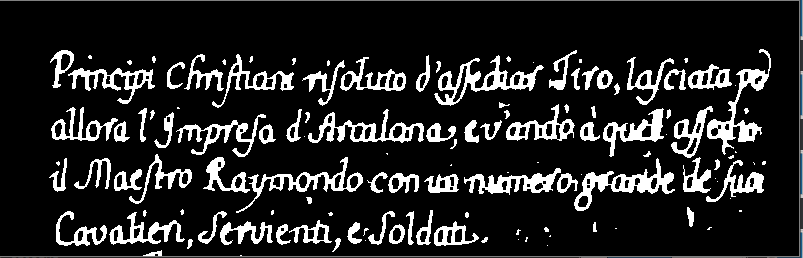 Principi Christiani risoluto d'assediar Tiro, lasciata per
allora l'Impresa d'Ascalona, e v'andò à quell'assedio
il Maestro Raymondo con un numero grande de' suoi
Cavalieri, Servienti, e Soldati.